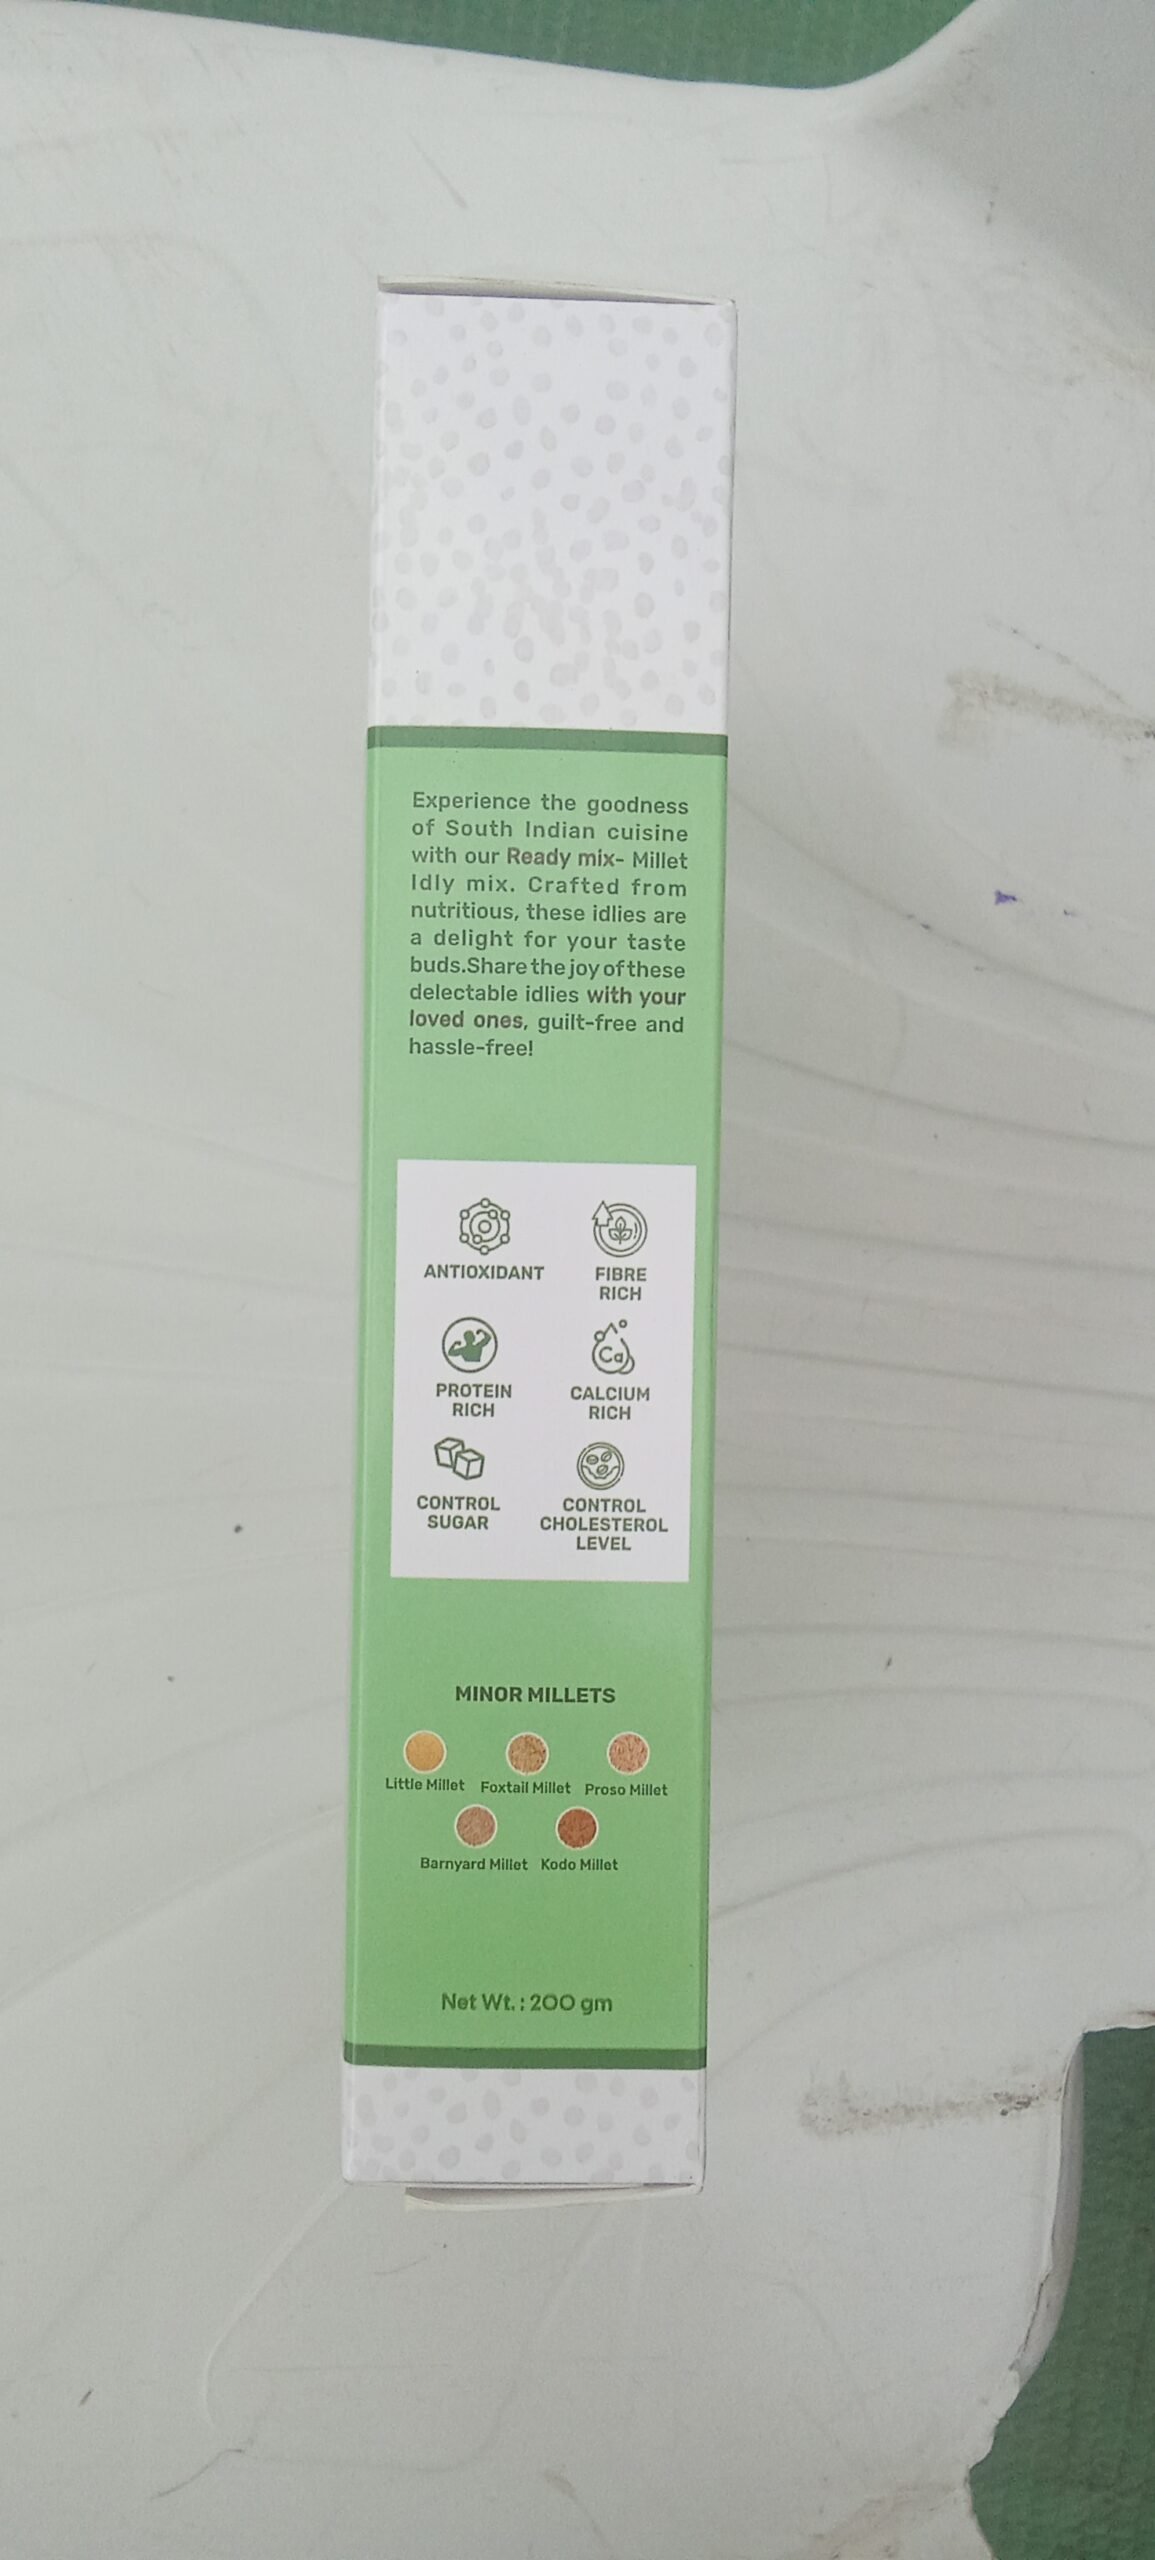 Experience the goodness
of South Indian cuisine
with our Ready mix- Millet
Idly mix. Crafted from
nutritious, these idlies are
a delight for your taste
buds.Share the joy of these
delectable idlies with your
loved ones, guilt-free and
hassle-free!
ANTIOXIDANT
FIBRE
RICH
PROTEIN
RICH
Ca
CALCIUM
RICH
CONTROL
SUGAR
CONTROL
CHOLESTEROL
LEVEL
MINOR MILLETS
Little Millet Foxtail Millet Proso Millet
Barnyard Millet Kodo Millet
Net Wt. : 200 gm